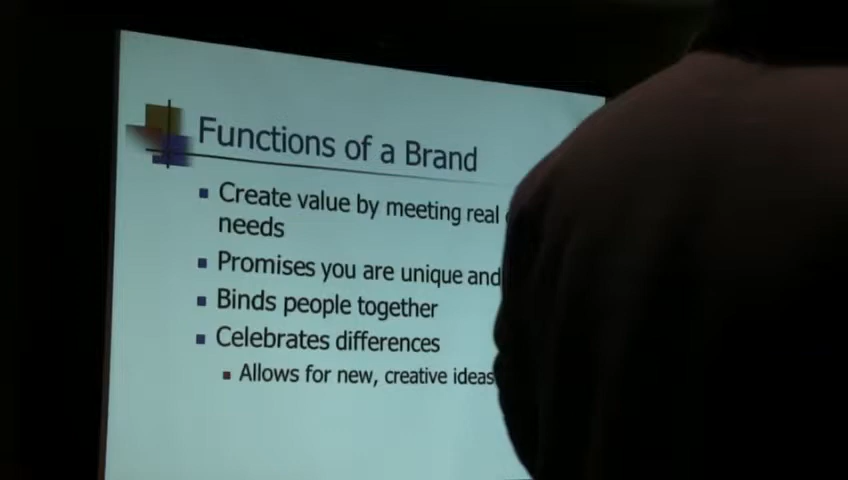 Functions of a Brand
Create value by meeting real
needs
Promises you are unique and
Binds people together
Celebrates differences
Allows for new, creative ideas